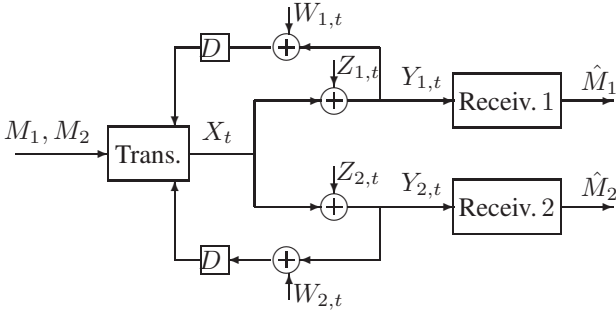 W_{1,t}
D
Z_{1,t}
Y_{1,t}
\hat{M}_1
+
+
Receiv. 1
M_1, M_2
X_t
Trans.
Z_{2,t}
Y_{2,t}
\hat{M}_2
+
Receiv. 2
D
+
W_{2,t}